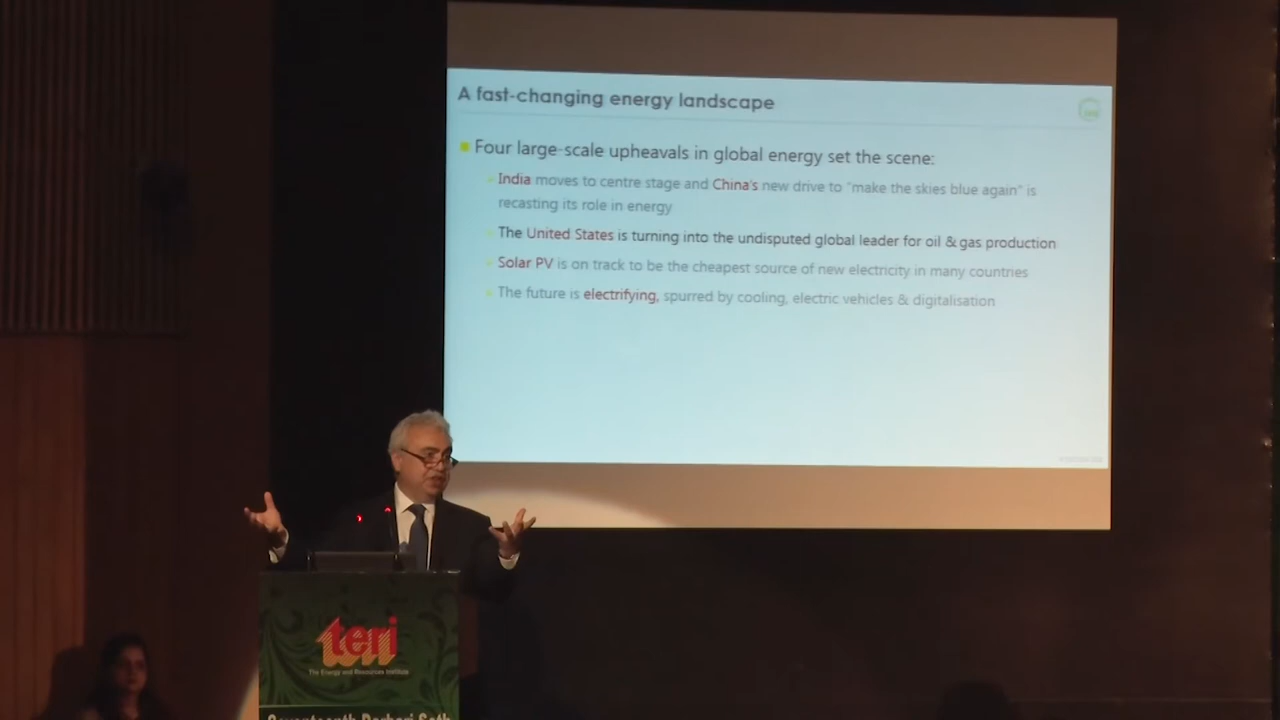 A fast-changing energy landscape
Four large-scale upheavals in global energy set the scene:
India moves to centre stage and China's new drive to "make the skies blue again" is
recasting its role in energy
The United States is turning into the undisputed global leader for oil & gas production
Solar PV is on track to be the cheapest source of new electricity in many countries
The future is electrifying, spurred by cooling, electric vehicles & digitalisation
teri
The Energy and Resources Institute
Seventeenth Darbari Seth